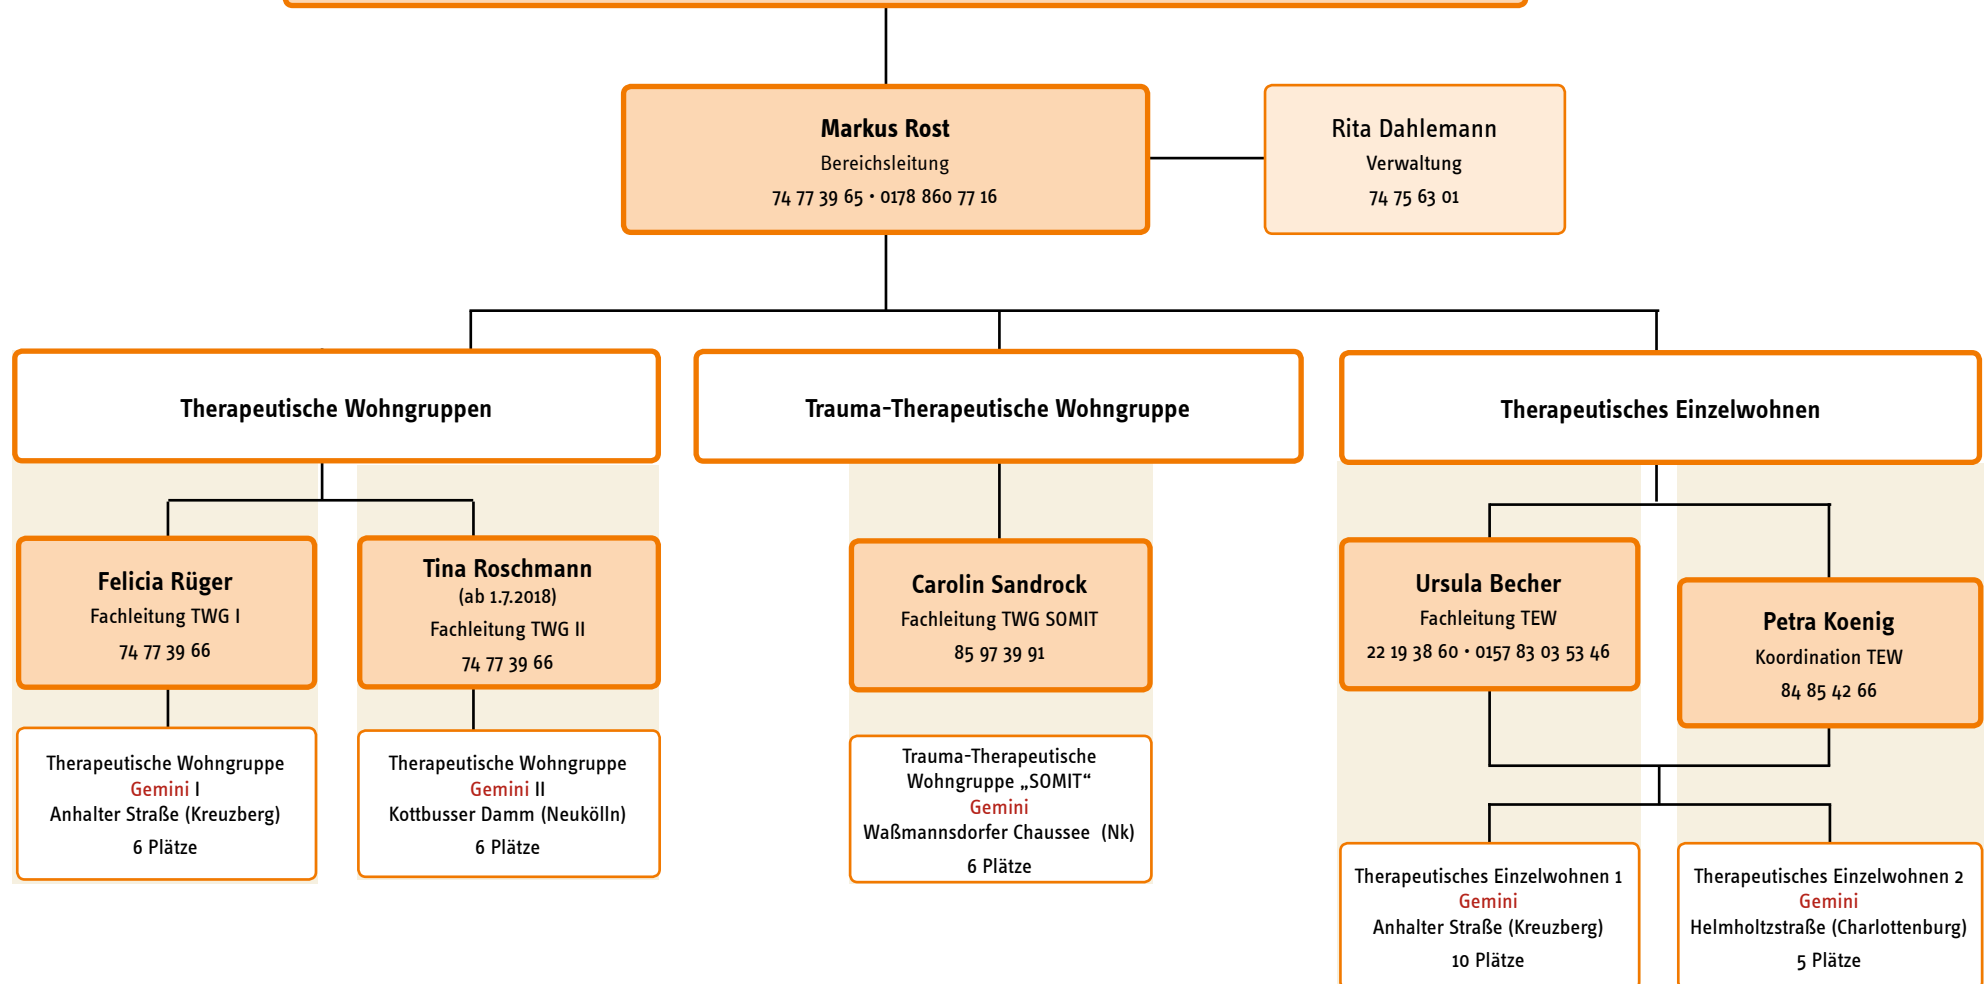 Markus Rost
Bereichsleitung
74 77 39 65 • 0178 860 77 16
Rita Dahlemann
Verwaltung
74 75 63 01
Therapeutische Wohngruppen
Trauma-Therapeutische Wohngruppe
Therapeutisches Einzelwohnen
Felicia Rüger
Fachleitung TWG I
74 77 39 66
Tina Roschmann
(ab 1.7.2018)
Fachleitung TWG II
74 77 39 66
Carolin Sandrock
Fachleitung TWG SOMIT
85 97 39 91
Ursula Becher
Fachleitung TEW
22 19 38 60 • 0157 83 03 53 46
Petra Koenig
Koordination TEW
84 85 42 66
Therapeutische Wohngruppe
Gemini I
Anhalter Straße (Kreuzberg)
6 Plätze
Therapeutische Wohngruppe
Gemini II
Kottbusser Damm (Neukölln)
6 Plätze
Trauma-Therapeutische
Wohngruppe „SOMIT“
Gemini
Waßmannsdorfer Chaussee (Nk)
6 Plätze
Therapeutisches Einzelwohnen 1
Gemini
Anhalter Straße (Kreuzberg)
10 Plätze
Therapeutisches Einzelwohnen 2
Gemini
Helmholtzstraße (Charlottenburg)
5 Plätze